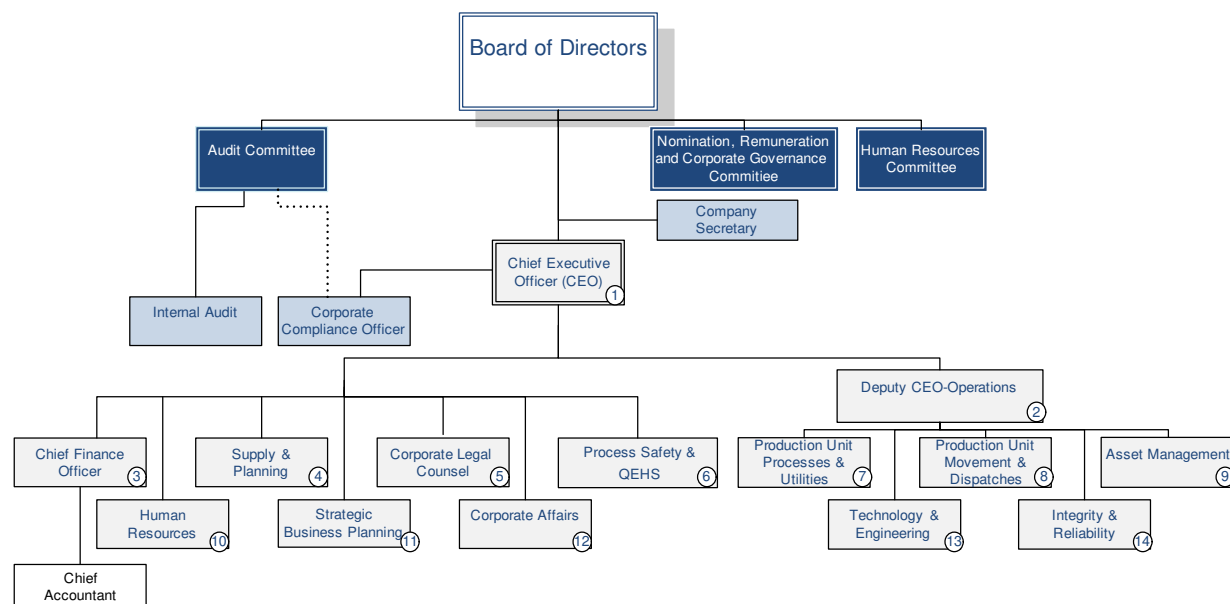 Board of Directors
Audit Committee
Nomination, Remuneration
and Corporate Governance
Commitiee
Human Resources
Committee
Company
Secretary
Chief Executive
Officer (CEO)
1
Internal Audit
Corporate
Compliance Officer
Deputy CEO-Operations
2
Chief Finance
Officer
3
Supply &
Planning
4
Corporate Legal
Counsel
5
Process Safety &
QEHS
6
Production Unit
Processes &
Utilities
7
Production Unit
Movement &
Dispatches
8
Asset Management
9
Human
Resources
10
Strategic
Business Planning
11
Corporate Affairs
12
Technology &
Engineering
13
Integrity &
Reliability
14
Chief
Accountant